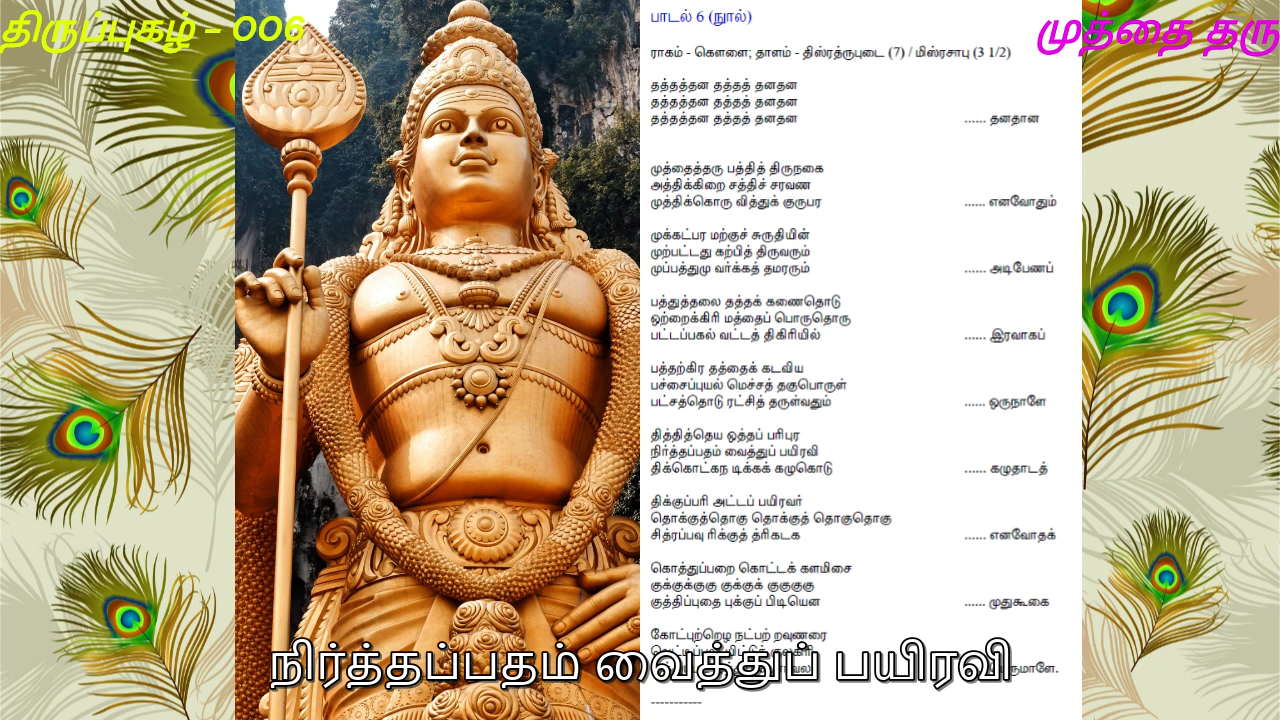 திருப்புகழ் - 006
முத்தை தரு
பாடல் 6 (நுால்)
ராகம் - கௌளை; தாளம் - திஸ்ரத்ருபுடை (7) / மிஸ்ரசாபு (3 1/2)
தத்தத்தன தத்தத் தனதன
தத்தத்தன தத்தத் தனதன
தத்தத்தன தத்தத் தனதன ...... தனதான
முத்தைத்தரு பத்தித் திருநகை
அத்திக்கிறை சத்திச் சரவண
முத்திக்கொரு வித்துக் குருபர ...... எனவோதும்
முக்கட்பர மற்குச் சுருதியின்
முற்பட்டது கற்பித் திருவரும்
முப்பத்துமு வர்க்கத் தமரரும் ...... அடிபேணப்
பத்துத்தலை தத்தக் கணைதொடு
ஒற்றைக்கிரி மத்தைப் பொருதொரு
பட்டப்பகல் வட்டத் திகிரியில் ...... இரவாகப்
பத்தற்கிர தத்தைக் கடவிய
பச்சைப்புயல் மெச்சத் தகுபொருள்
பட்சத்தொடு ரட்சித் தருள்வதும் ...... ஒருநாளே
தித்தித்தெய ஒத்தப் பரிபுர
நிர்த்தப்பதம் வைத்துப் பயிரவி
திக்கொட்கந டிக்கக் கழுகொடு ...... கழுதாடத்
திக்குப்பரி அட்டப் பயிரவர்
தொக்குத்தொகு தொக்குத் தொகுதொகு
சித்ரப்பவு ரிக்குத் த்ரிகடக ...... எனவோதக்
கொத்துப்பறை கொட்டக் களமிசை
குக்குக்குகு குக்குக் குகுகுகு
குத்திப்புதை புக்குப் பிடியென ...... முதுகூகை
கோட்புற்றெழ நட்பற் றவுணரை
நிர்த்தப்பதம் வைத்துப் பயிரவி
-----------